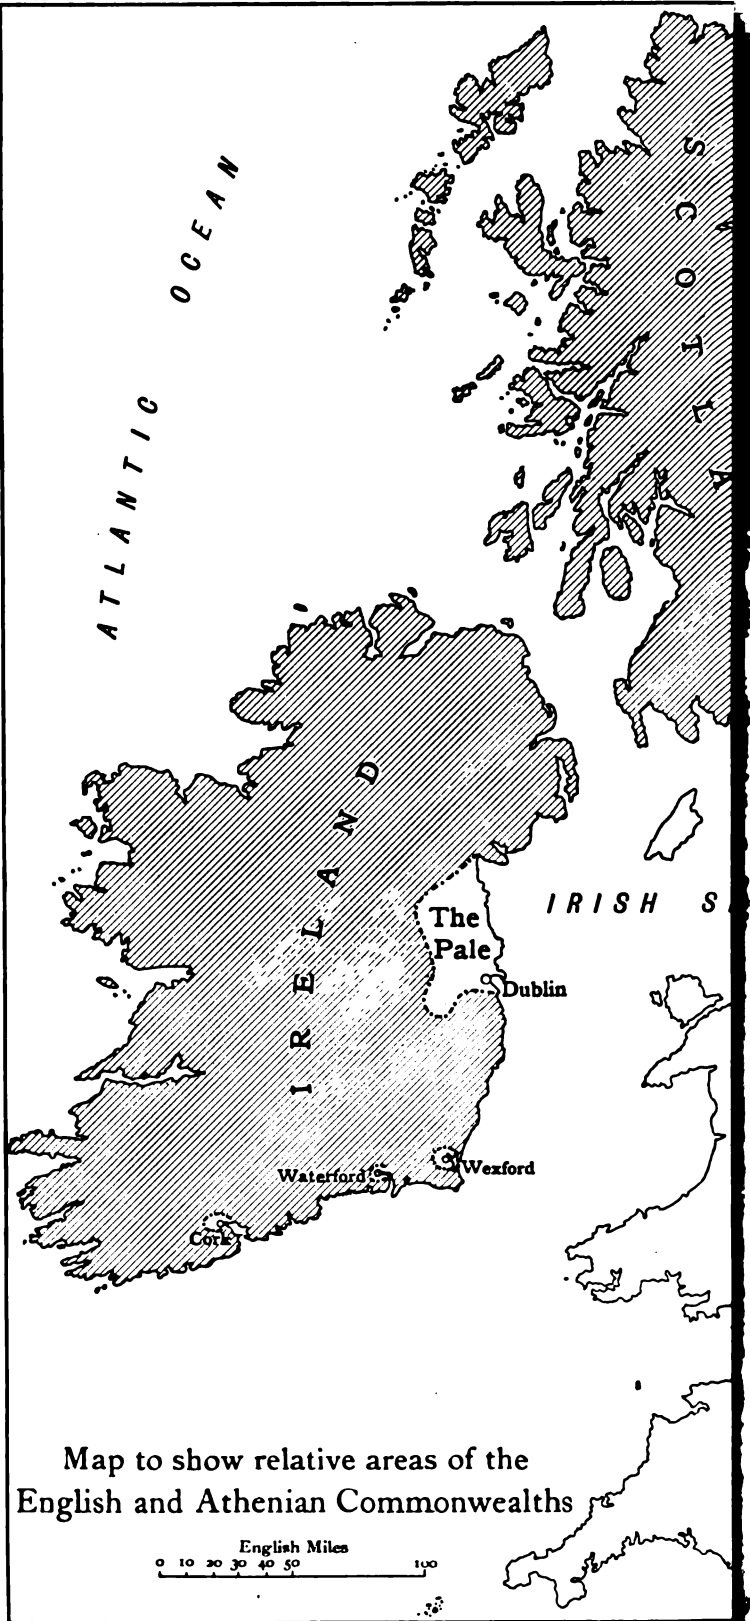 SCOTLA
ATLANTIC OCEAN
IRELAND
IRISH S
The
Pale
Dublin
Waterford
Wexford
Cork
Map to show relative areas of the
English and Athenian Commonwealths
English Miles
0 10 20 30 40 50 100